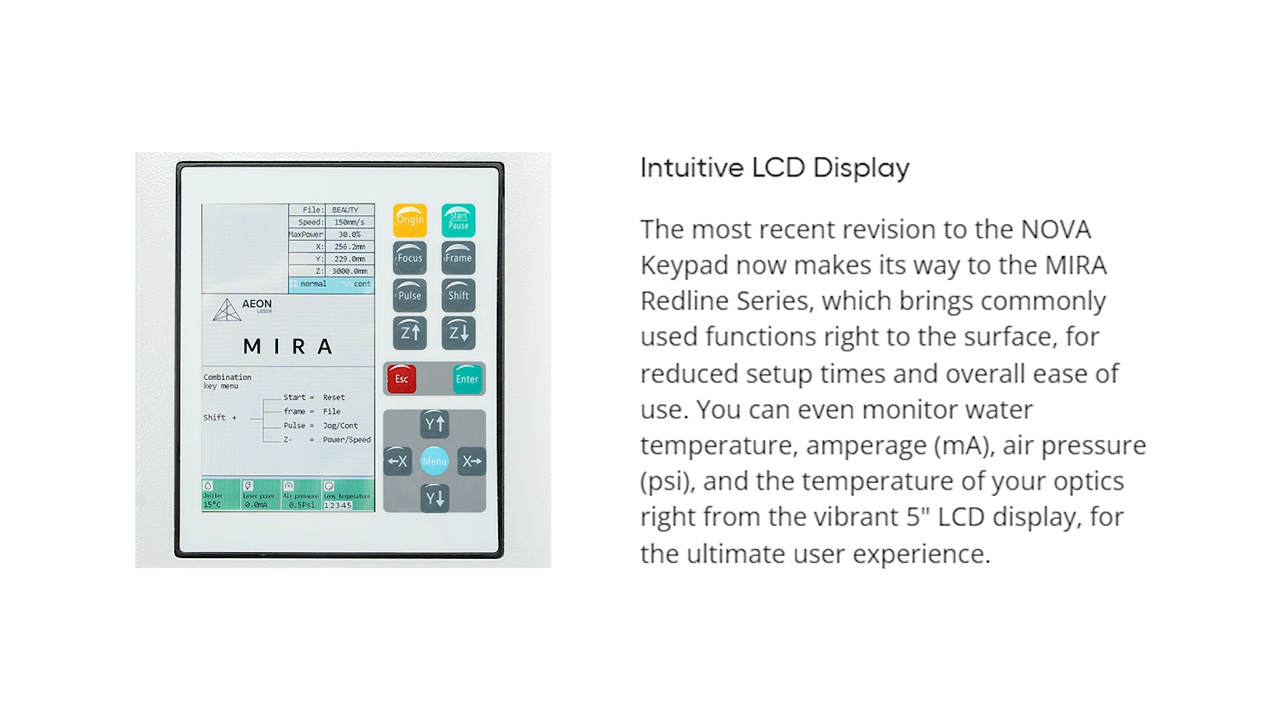 File: BEAUTY
Speed: 150mm/s
MaxPower 30.0%
X: 256.2mm
Y: 229.0mm
Z: 3000.0mm
normal cont
AEON
LASER
MIRA
Combination
key menu
Shift +
Start = Reset
frame = File
Pulse = Jog/Cont
Z- = Power/Speed
Chiller Laser power Air pressure Lens temperature
15°C 0.0mA 0.5Psi 12345
Origin Start
Pause
Focus Frame
Pulse Shift
Z↑ Z↓
Esc Enter
Y↑
←X Menu X→
Y↓
Intuitive LCD Display
The most recent revision to the NOVA
Keypad now makes its way to the MIRA
Redline Series, which brings commonly
used functions right to the surface, for
reduced setup times and overall ease of
use. You can even monitor water
temperature, amperage (mA), air pressure
(psi), and the temperature of your optics
right from the vibrant 5" LCD display, for
the ultimate user experience.